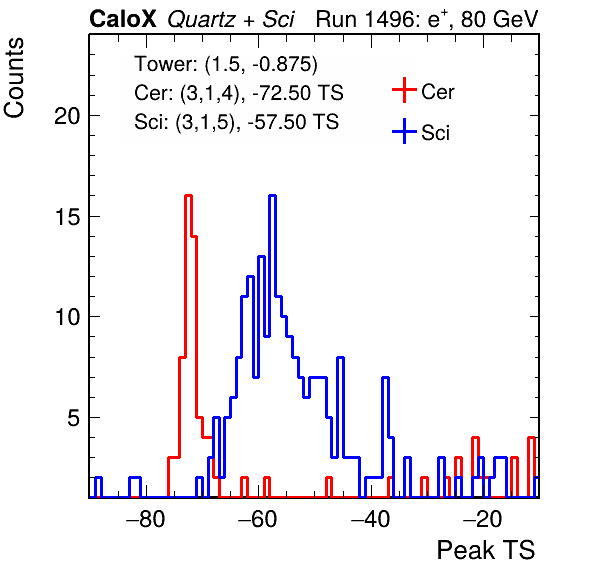 CaloX Quartz + Sci Run 1496: e⁺, 80 GeV
Counts
Tower: (1.5, -0.875)
Cer: (3,1,4), -72.50 TS
Sci: (3,1,5), -57.50 TS
Cer
Sci
20
15
10
5
−80 −60 −40 −20
Peak TS